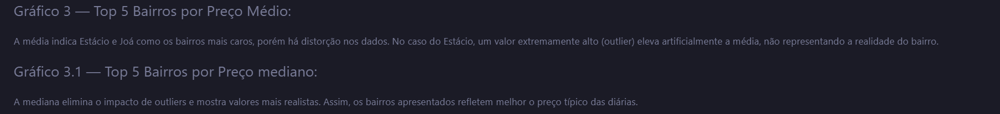 Gráfico 3 — Top 5 Bairros por Preço Médio:
A média indica Estácio e Joá como os bairros mais caros, porém há distorção nos dados. No caso do Estácio, um valor extremamente alto (outlier) eleva artificialmente a média, não representando a realidade do bairro.
Gráfico 3.1 — Top 5 Bairros por Preço mediano:
A mediana elimina o impacto de outliers e mostra valores mais realistas. Assim, os bairros apresentados refletem melhor o preço típico das diárias.